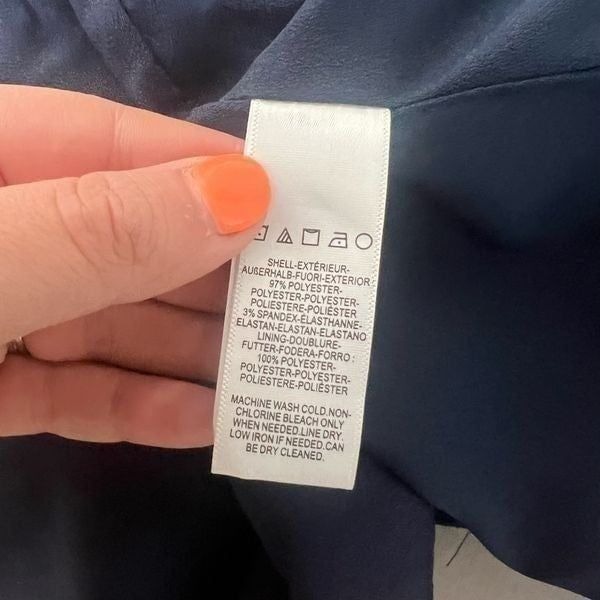 SHELL-EXTÉRIEUR-
AUßERHALB-FUORI-EXTERIOR
97% POLYESTER-
POLYESTER-POLYESTER-
POLIESTERE-POLIÉSTER
3% SPANDEX-ÉLASTHANNE-
ELASTAN-ELASTAN-ELASTANO
LINING-DOUBLURE-
FUTTER-FODERA-FORRO :
100% POLYESTER-
POLYESTER-POLYESTER-
POLIESTERE-POLIÉSTER
MACHINE WASH COLD.NON-
CHLORINE BLEACH ONLY
WHEN NEEDED.LINE DRY.
LOW IRON IF NEEDED.CAN
BE DRY CLEANED.